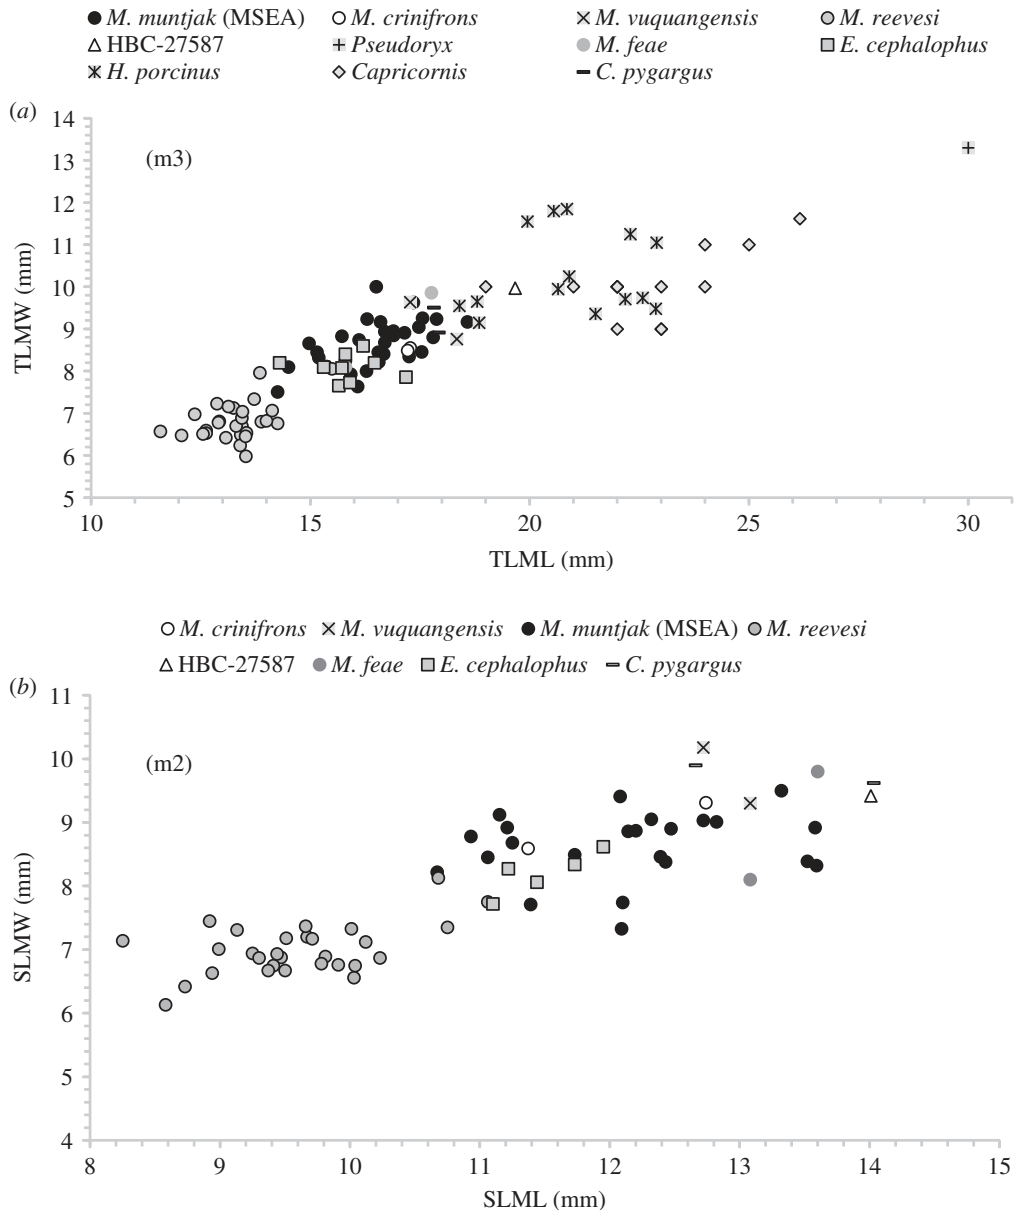 M. muntjak (MSEA) M. crinifrons M. vuquangensis M. reevesi
HBC-27587 Pseudoryx M. feae E. cephalophus
H. porcinus Capricornis C. pygargus
(a)
14
13
12
11
10
9
8
7
6
5
(m3)
TLMW (mm)
10 15 20 25 30
TLML (mm)
M. crinifrons M. vuquangensis M. muntjak (MSEA) M. reevesi
HBC-27587 M. feae E. cephalophus C. pygargus
(b)
11
10
9
8
7
6
5
4
(m2)
SLMW (mm)
8 9 10 11 12 13 14 15
SLML (mm)